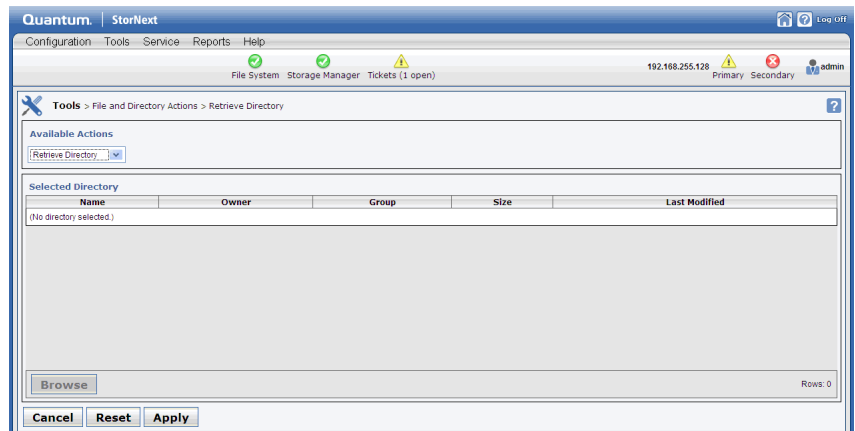 Quantum. StorNext Log Off
Configuration Tools Service Reports Help
File System Storage Manager Tickets (1 open) 192.168.255.128 Primary Secondary admin
Tools > File and Directory Actions > Retrieve Directory
Available Actions
Retrieve Directory
Selected Directory
Name Owner Group Size Last Modified
(No directory selected.)
Browse Rows: 0
Cancel Reset Apply